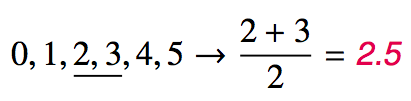 0, 1, 2, 3, 4, 5 → (2 + 3)/2 = 2.5